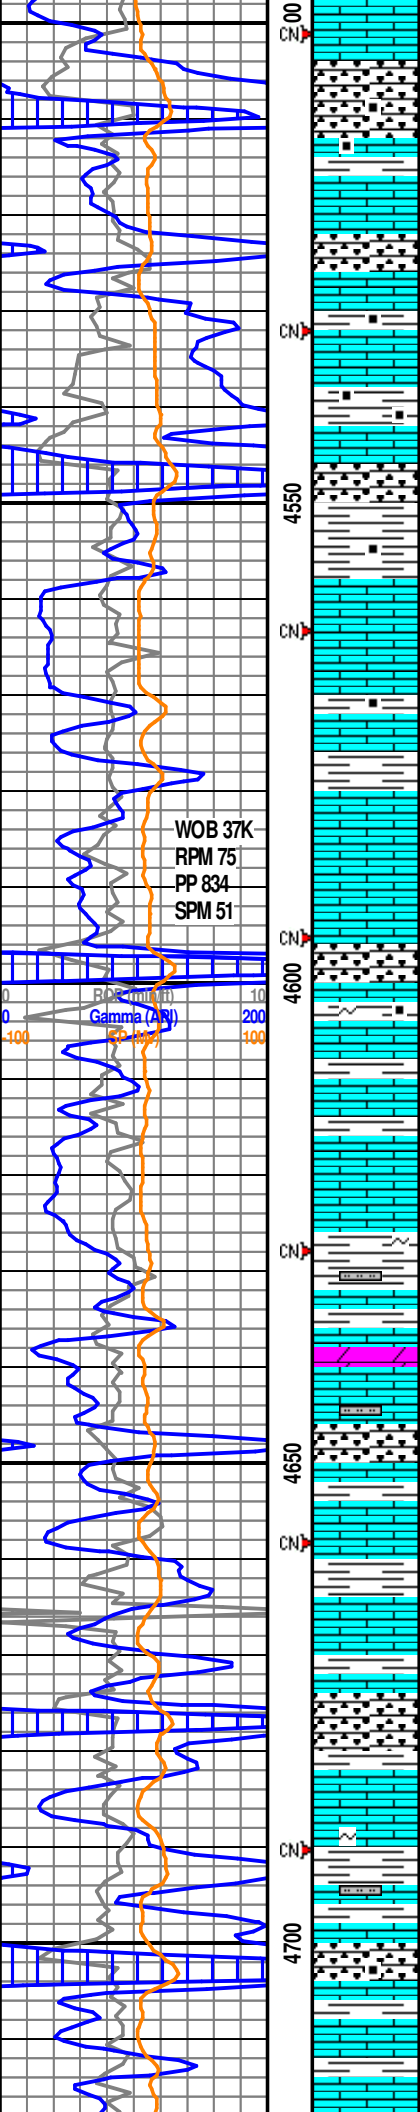 00
CN
CN
4550
CN
WOB 37K
RPM 75
PP 834
SPM 51
CN
4600
0 ROP (min/ft) 10
0 Gamma (API) 200
-100 SP (Mv) 100
CN
4650
CN
CN
4700